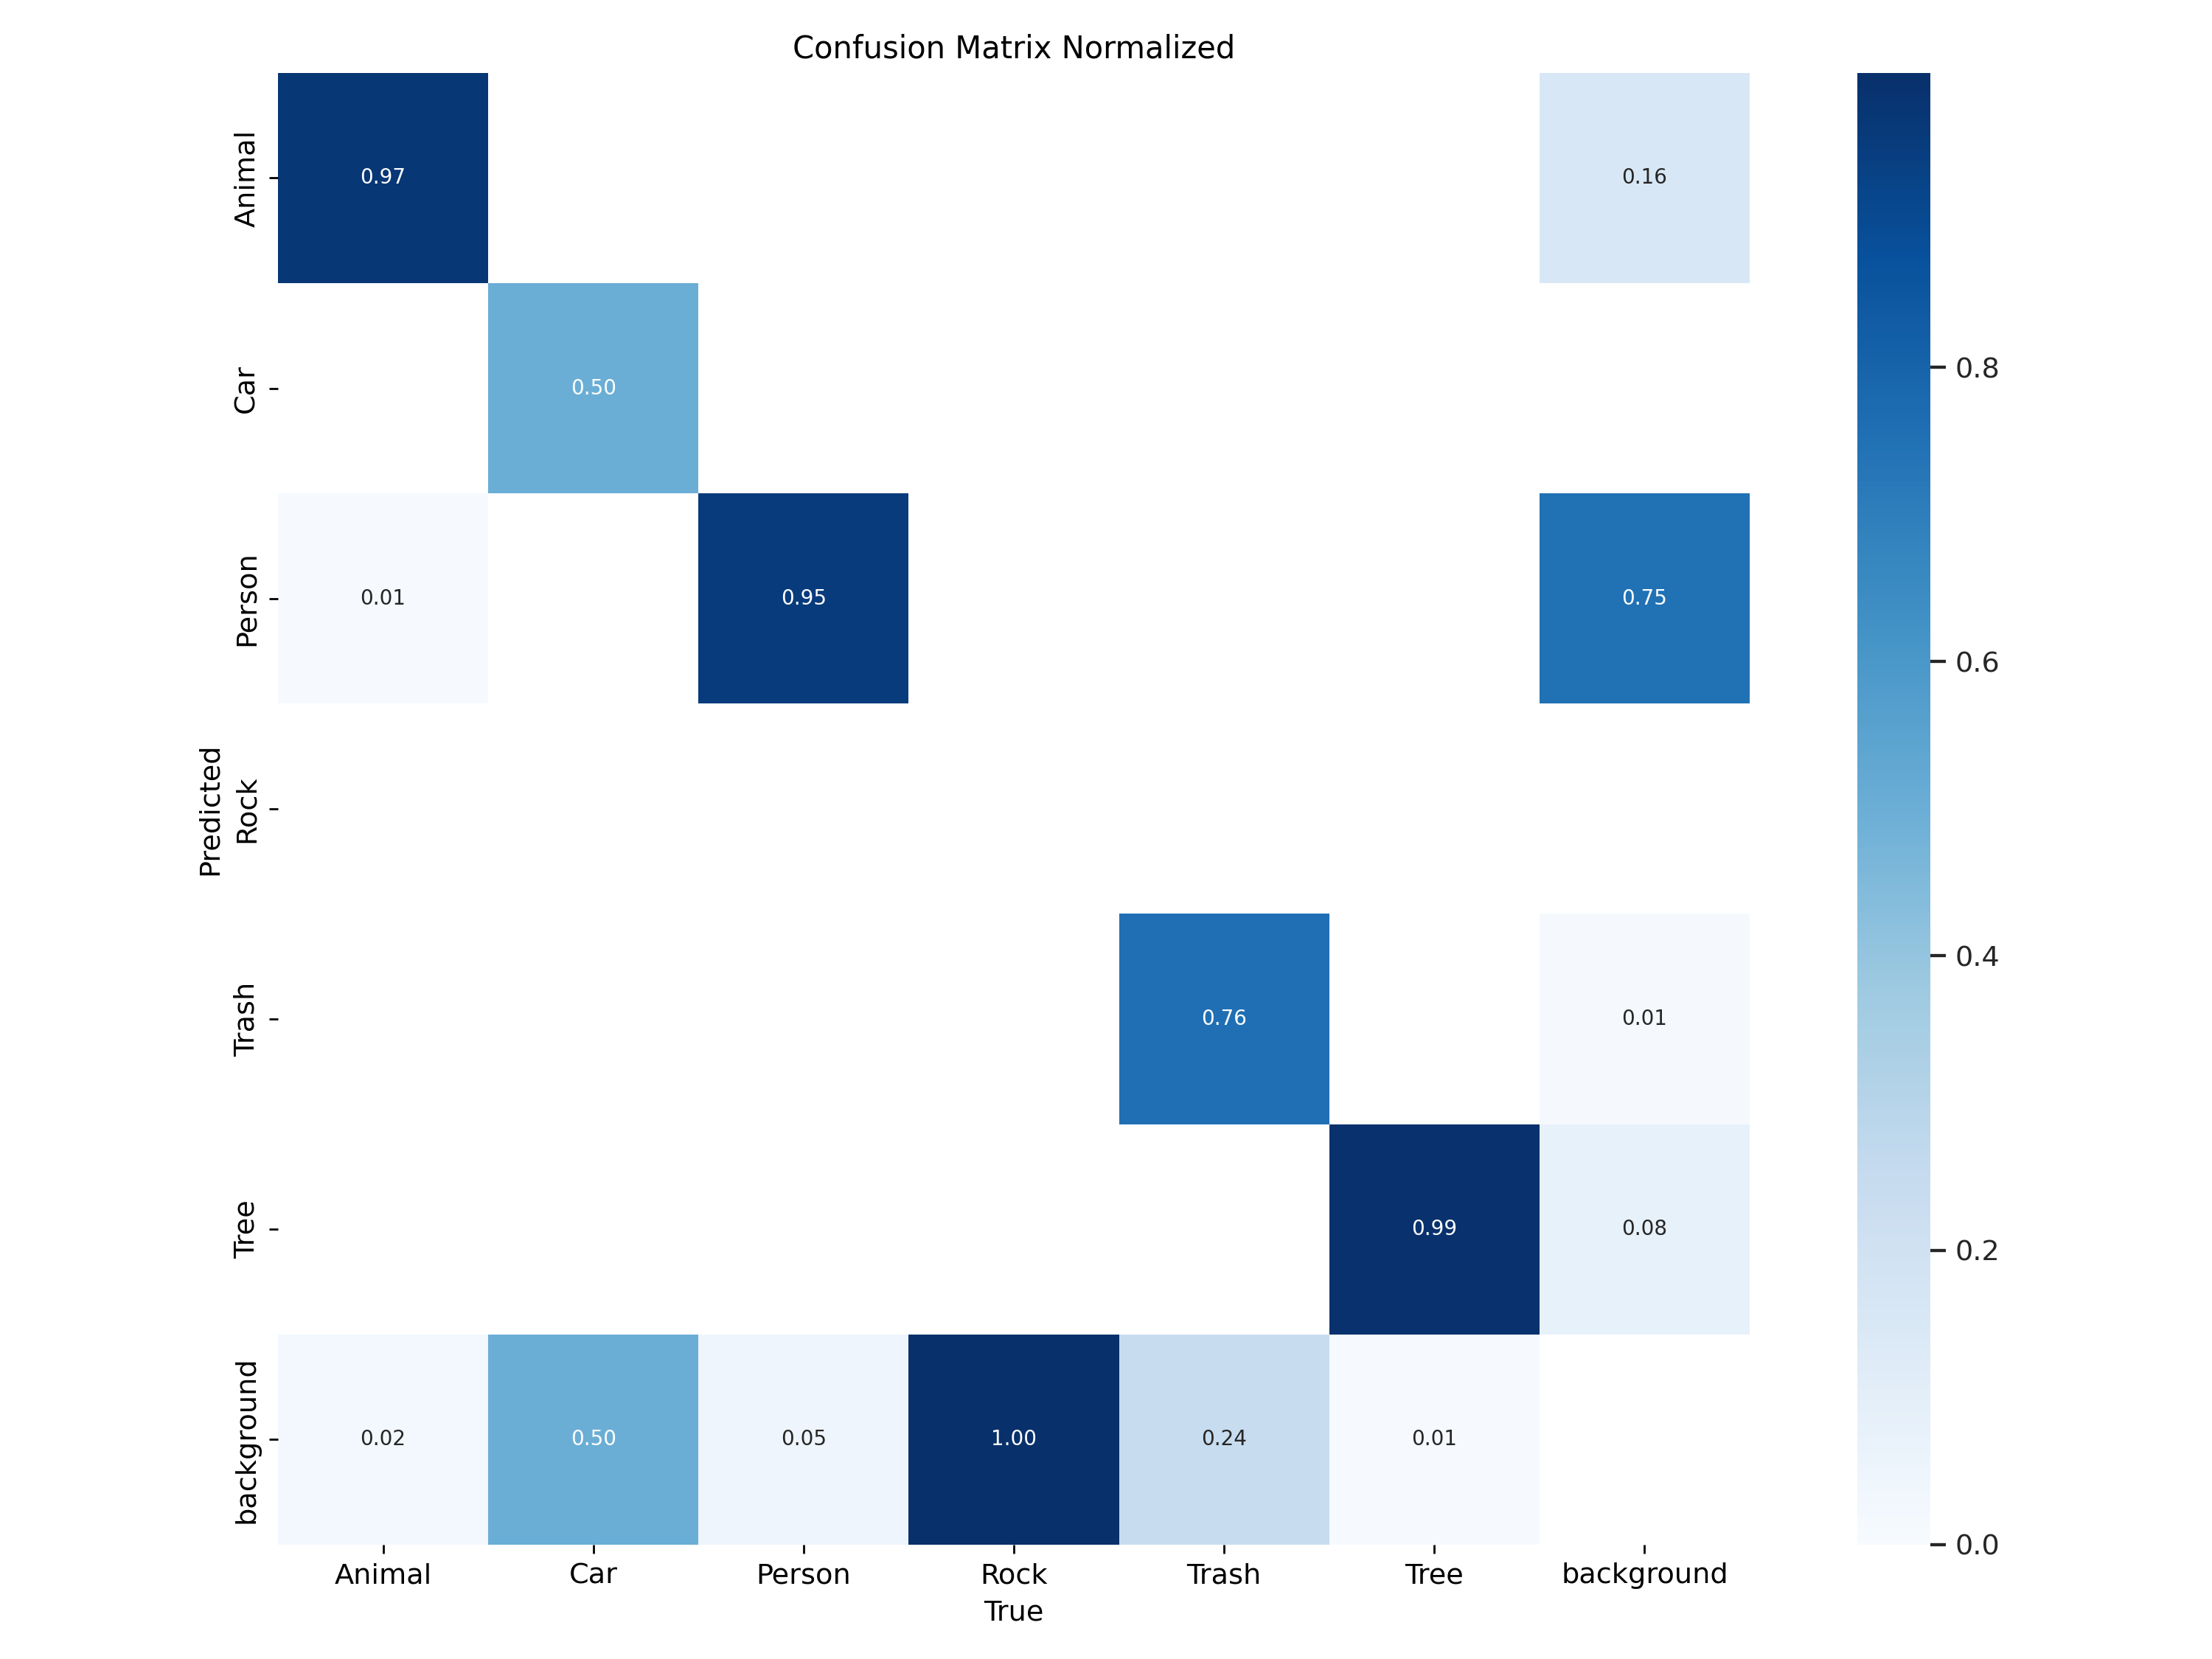 Confusion Matrix Normalized
Animal
0.97
0.16
Car
0.50
0.8
Person
0.01
0.95
0.75
0.6
Predicted
Rock
Trash
0.76
0.01
0.4
Tree
0.99
0.08
0.2
background
0.02
0.50
0.05
1.00
0.24
0.01
0.0
Animal Car Person Rock Trash Tree background
True